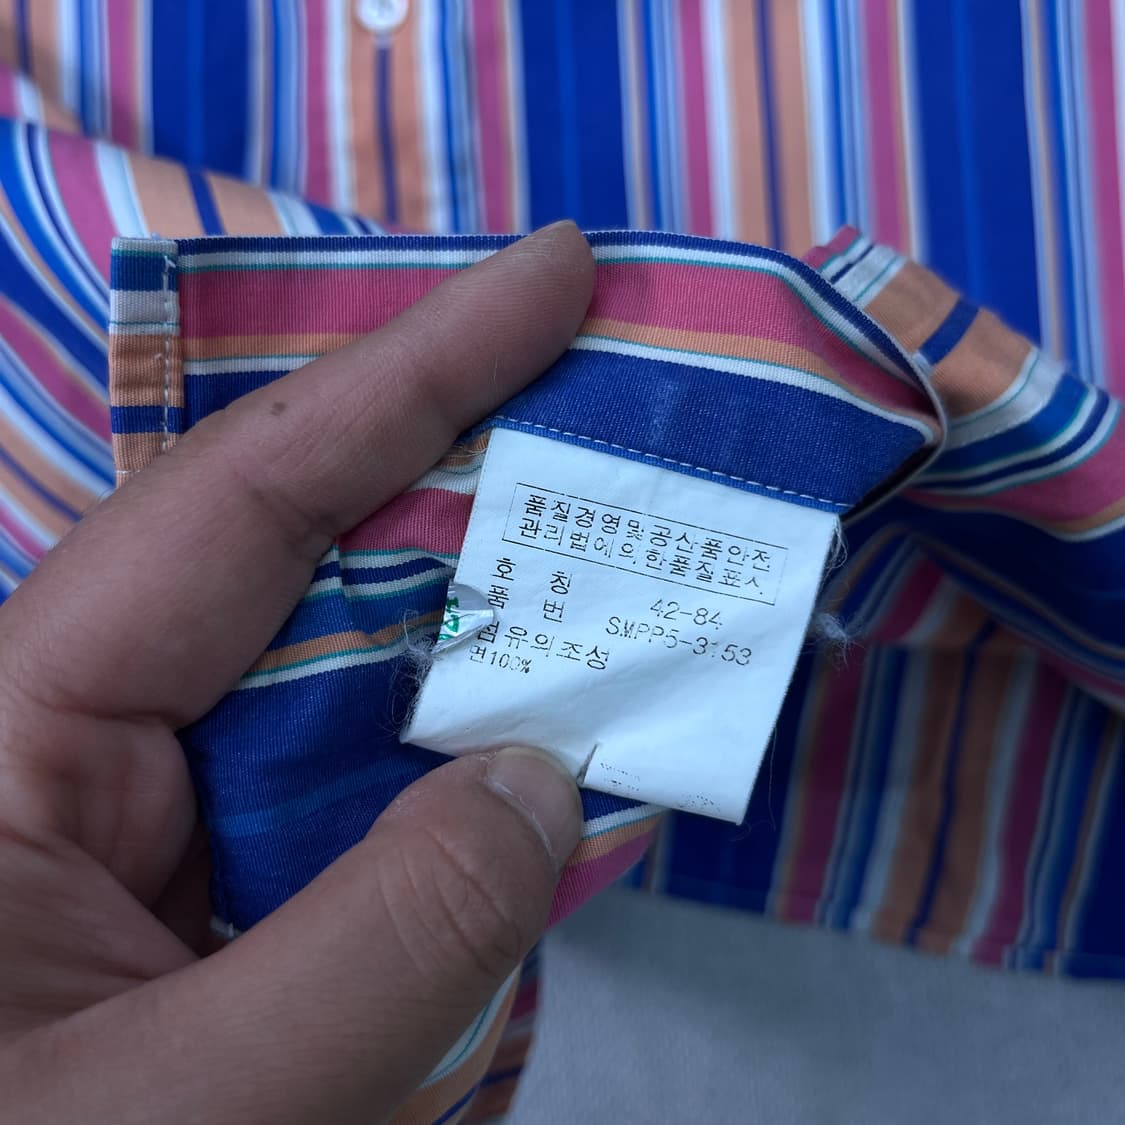 품질경영및공산품안전
관리법에의한품질표시
호 칭 42-84
품 번 SMPP5-3153
섬유의조성
면100%